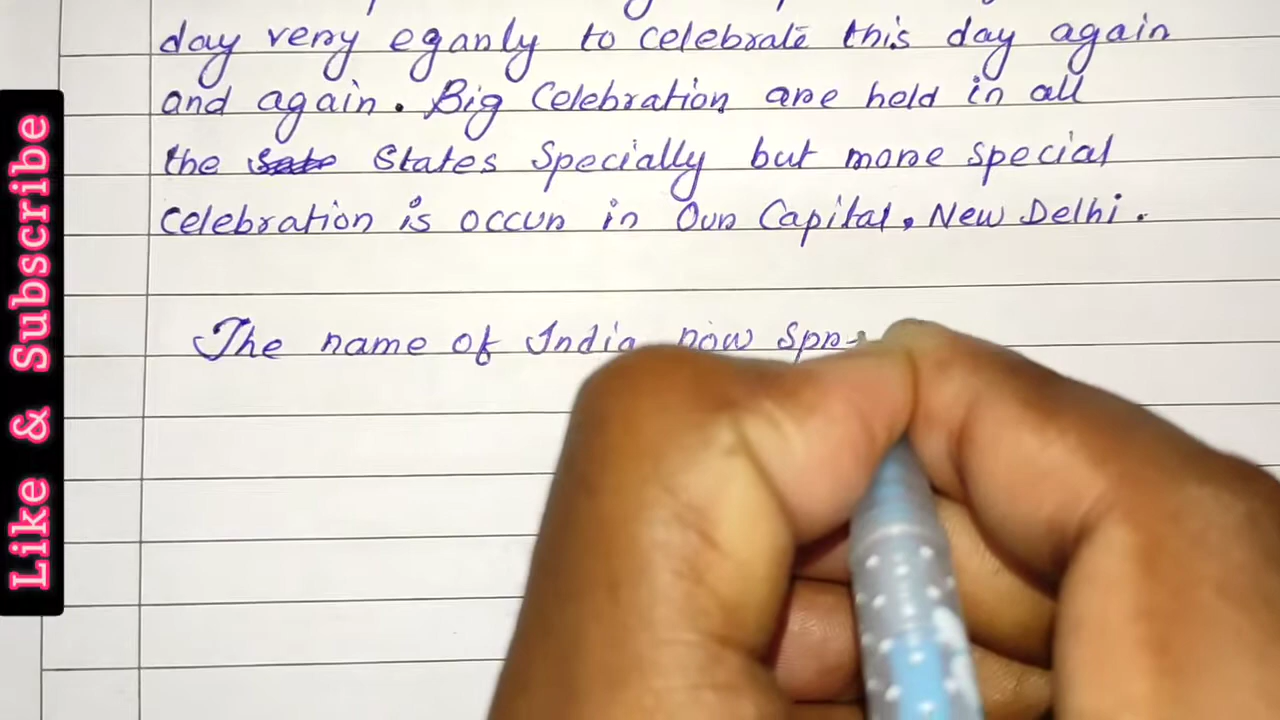 day very eganly to celebrate this day again
and again. Big Celebration are held in all
the States Specially but more special
celebration is occur in Our Capital, New Delhi.
The name of India now Spr
Like & Subscribe